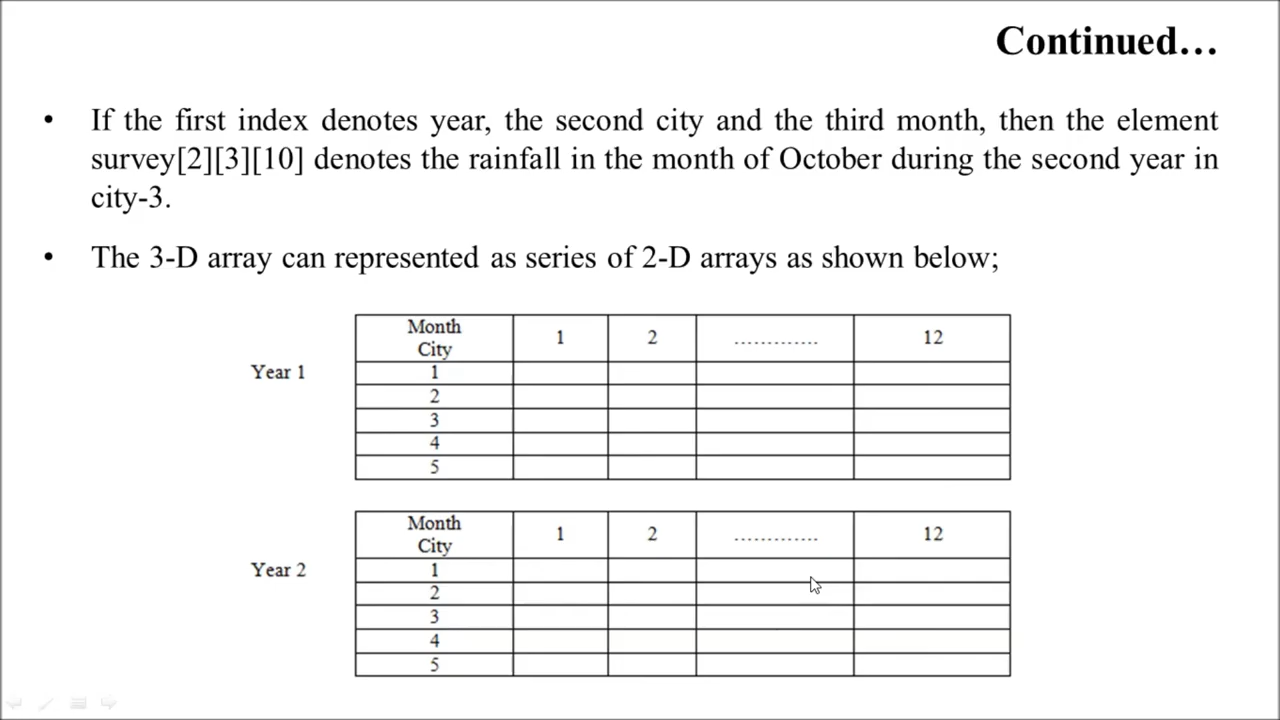 Continued…
• If the first index denotes year, the second city and the third month, then the element
survey[2][3][10] denotes the rainfall in the month of October during the second year in
city-3.
• The 3-D array can represented as series of 2-D arrays as shown below;
Month
City 1 2 …………. 12
Year 1 1
2
3
4
5
Month
City 1 2 …………. 12
Year 2 1
2
3
4
5